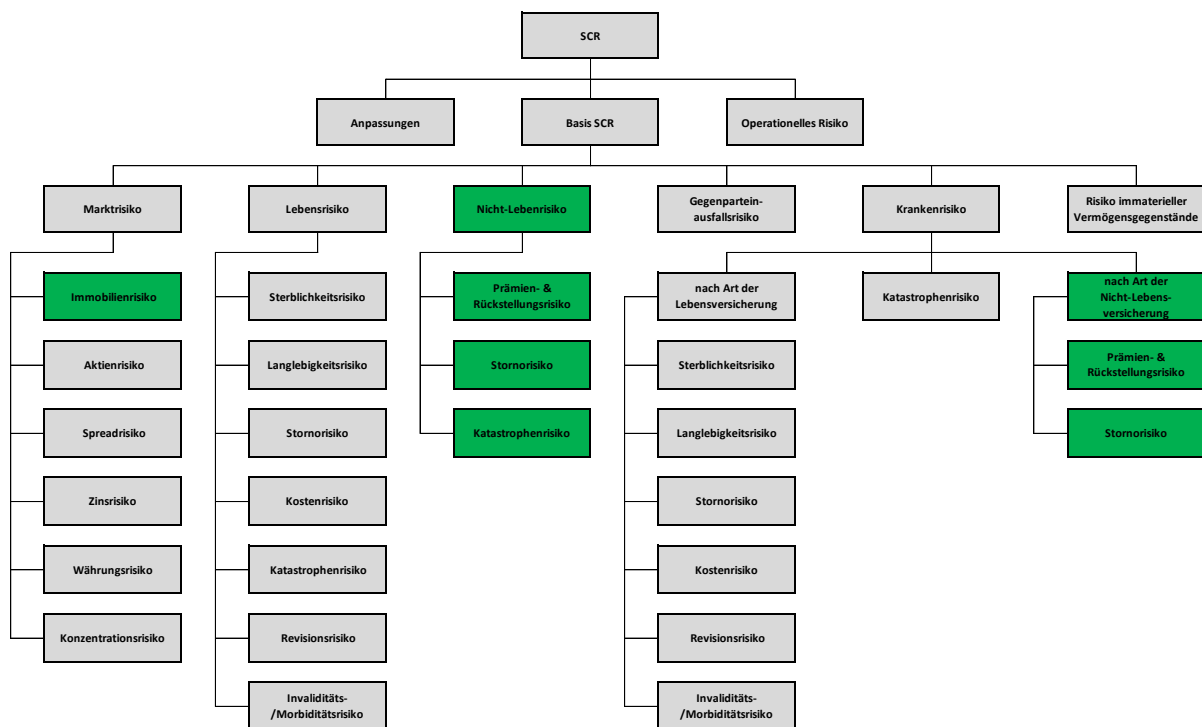 SCR
Anpassungen
Basis SCR
Operationelles Risiko
Marktrisiko
Lebensrisiko
Nicht-Lebenrisiko
Gegenpartein-
ausfallsrisiko
Krankenrisiko
Risiko immaterieller
Vermögensgegenstände
Immobilienrisiko
Sterblichkeitsrisiko
Prämien- &
Rückstellungsrisiko
nach Art der
Lebensversicherung
Katastrophenrisiko
nach Art der
Nicht-Lebens-
versicherung
Aktienrisiko
Langlebigkeitsrisiko
Stornorisiko
Sterblichkeitsrisiko
Prämien- &
Rückstellungsrisiko
Spreadrisiko
Stornorisiko
Katastrophenrisiko
Langlebigkeitsrisiko
Stornorisiko
Zinsrisiko
Kostenrisiko
Stornorisiko
Währungsrisiko
Katastrophenrisiko
Kostenrisiko
Konzentrationsrisiko
Revisionsrisiko
Revisionsrisiko
Invaliditäts-
/Morbiditätsrisiko
Invaliditäts-
/Morbiditätsrisiko